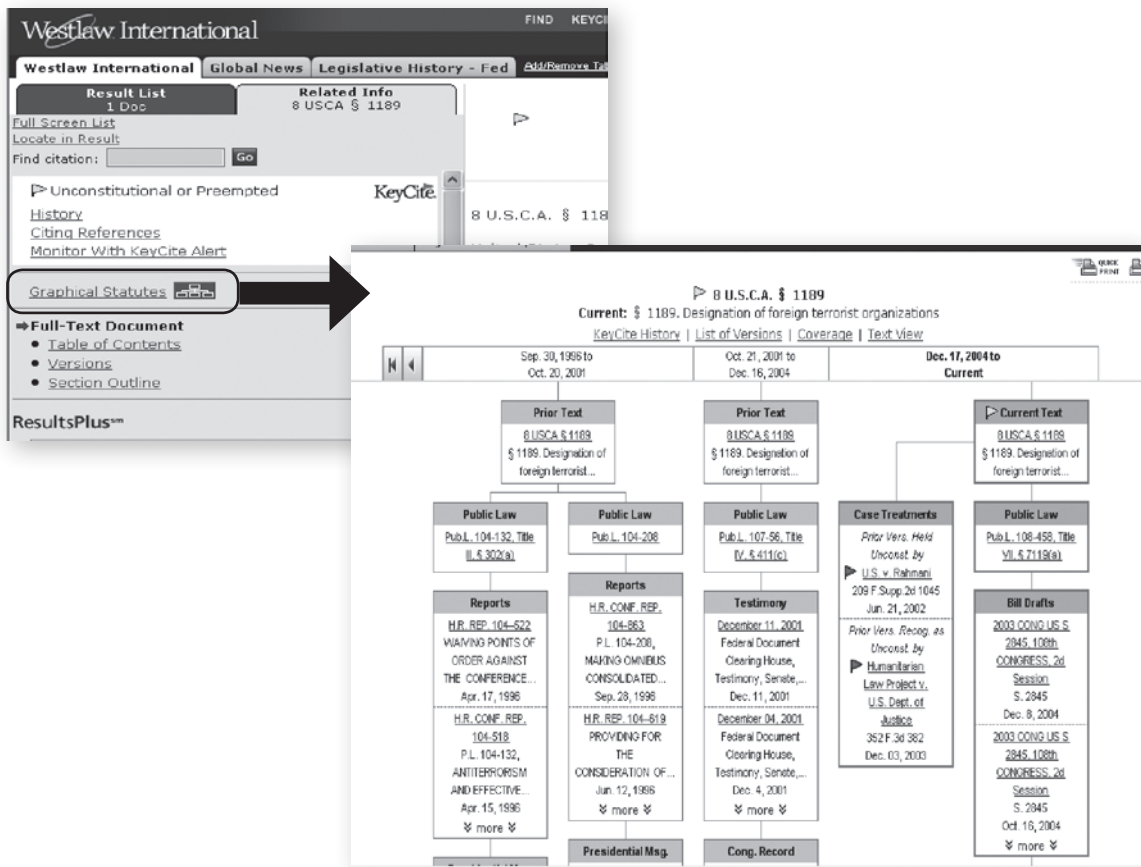 Westlaw International
FIND KEYCI
Westlaw International Global News Legislative History - Fed Add/Remove Tab
Result List
1 Doc
Related Info
8 USCA § 1189
Full Screen List
Locate in Result
Find citation: Go
Unconstitutional or Preempted KeyCite
History
Citing References
Monitor With KeyCite Alert
8 U.S.C.A. § 118
Graphical Statutes
Full-Text Document
Table of Contents
Versions
Section Outline
ResultsPlus℠
QUICK
PRINT
8 U.S.C.A. § 1189
Current: § 1189. Designation of foreign terrorist organizations
KeyCite History | List of Versions | Coverage | Text View
Sep. 30, 1996 to
Oct. 20, 2001
Oct. 21, 2001 to
Dec. 16, 2004
Dec. 17, 2004 to
Current
Prior Text
8 USCA § 1189
§ 1189. Designation of
foreign terrorist...
Prior Text
8 USCA § 1189
§ 1189. Designation of
foreign terrorist...
Current Text
8 USCA § 1189
§ 1189. Designation of
foreign terrorist...
Public Law
Pub.L. 104-132, Title
II, § 302(a)
Public Law
Pub.L. 104-208
Public Law
Pub.L. 107-56, Title
IV, § 411(c)
Case Treatments
Prior Vers. Held
Unconst. by
U.S. v. Rahmani
209 F.Supp.2d 1045
Jun. 21, 2002
Prior Vers. Recog. as
Unconst. by
Humanitarian
Law Project v.
U.S. Dept. of
Justice
352 F.3d 382
Dec. 03, 2003
Public Law
Pub.L. 108-458, Title
VII, § 7119(a)
Reports
H.R. REP. 104-522
WAIVING POINTS OF
ORDER AGAINST
THE CONFERENCE...
Apr. 17, 1996
H.R. CONF. REP.
104-518
P.L. 104-132,
ANTITERRORISM
AND EFFECTIVE...
Apr. 15, 1996
more
Reports
H.R. CONF. REP.
104-863
P.L. 104-208,
MAKING OMNIBUS
CONSOLIDATED...
Sep. 28, 1996
H.R. REP. 104-619
PROVIDING FOR
THE
CONSIDERATION OF...
Jun. 12, 1996
more
Presidential Msg.
Testimony
December 11, 2001
Federal Document
Clearing House,
Testimony, Senate,...
Dec. 11, 2001
December 04, 2001
Federal Document
Clearing House,
Testimony, Senate,...
Dec. 4, 2001
more
Cong. Record
Bill Drafts
2003 CONG US S
2845, 108th
CONGRESS, 2d
Session
S. 2845
Dec. 8, 2004
2003 CONG US S
2845, 108th
CONGRESS, 2d
Session
S. 2845
Oct. 16, 2004
more